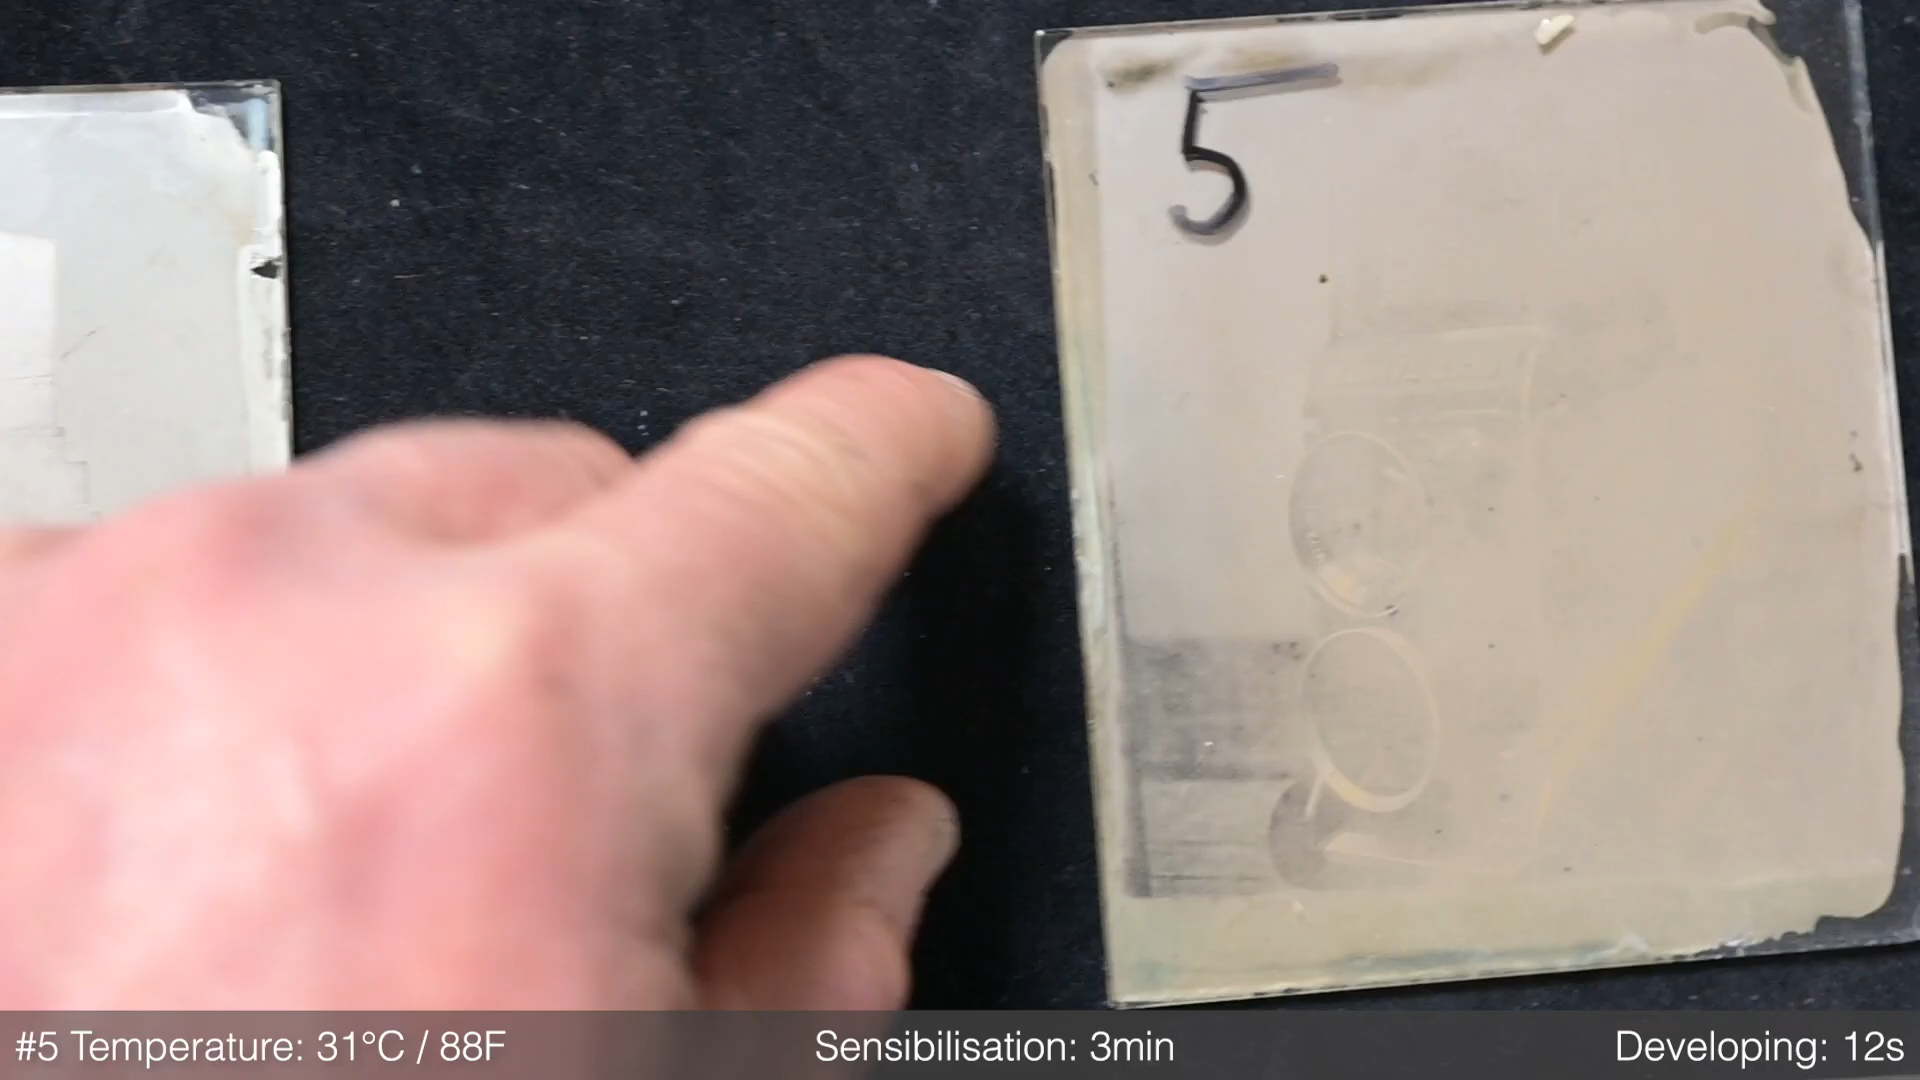 5
#5 Temperature: 31°C / 88F
Sensibilisation: 3min
Developing: 12s